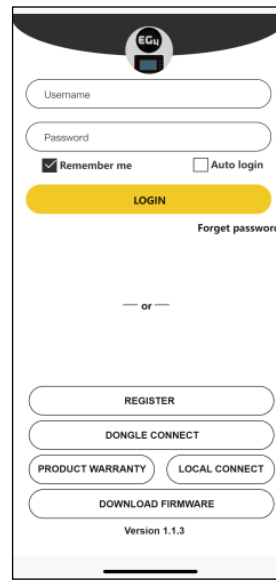 EG4
Username
Password
Remember me Auto login
LOGIN
Forget password
— or —
REGISTER
DONGLE CONNECT
PRODUCT WARRANTY LOCAL CONNECT
DOWNLOAD FIRMWARE
Version 1.1.3